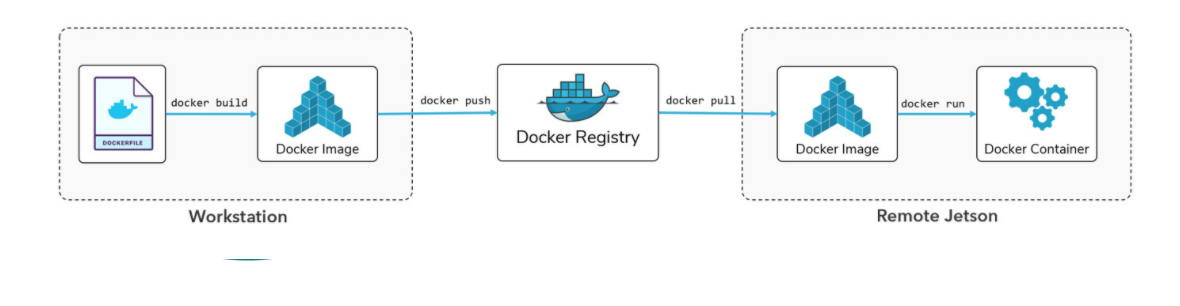 docker build
docker push
docker pull
docker run
DOCKERFILE
Docker Image
Docker Registry
Docker Image
Docker Container
Workstation
Remote Jetson